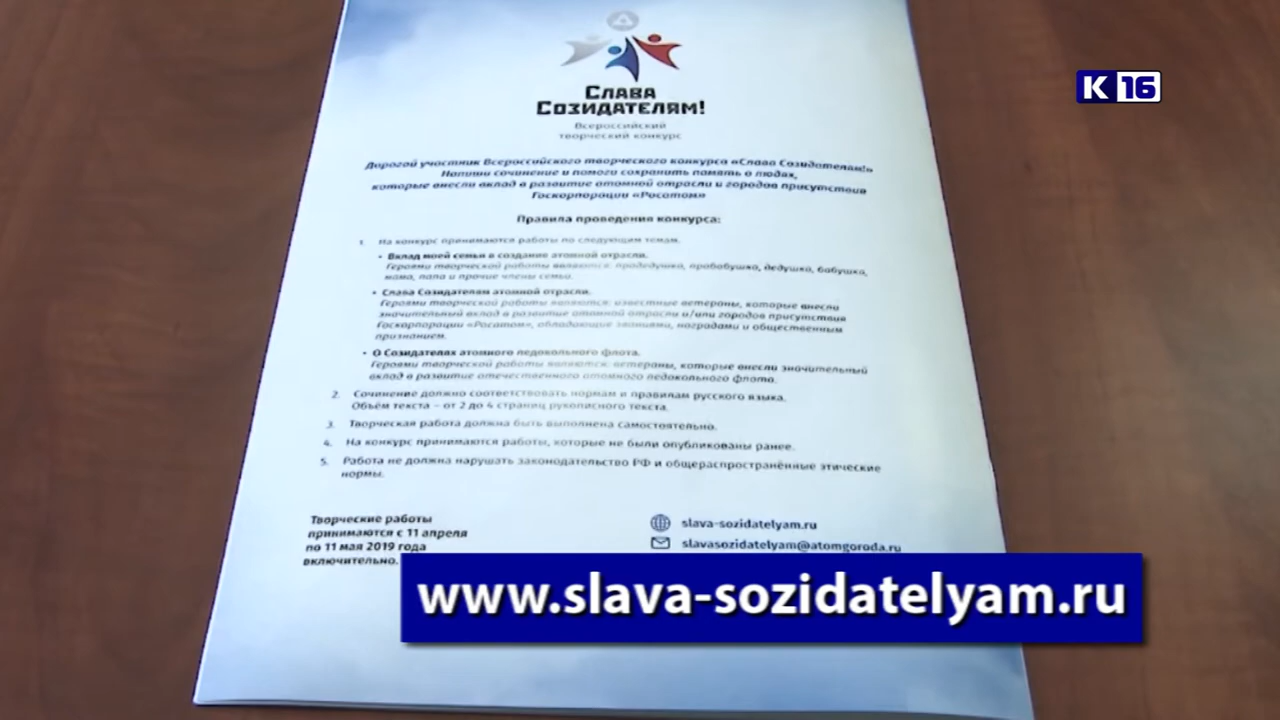 K 16
Слава
Созидателям!
Всероссийский
творческий конкурс
Дорогой участник Всероссийского творческого конкурса «Слава Созидателям!»
Напиши сочинение и помоги сохранить память о людях,
которые внесли вклад в развитие атомной отрасли и городов присутствия
Госкорпорации «Росатом»
Правила проведения конкурса:
1. На конкурс принимаются работы по следующим темам.
• Вклад моей семьи в создание атомной отрасли.
Героями творческой работы являются: прадедушка, прабабушка, дедушка, бабушка,
мама, папа и прочие члены семьи.
• Слава Созидателям атомной отрасли.
Героями творческой работы являются: известные ветераны, которые внесли
значительный вклад в развитие атомной отрасли и/или городов присутствия
Госкорпорации «Росатом», обладающие званиями, наградами и общественным
признанием.
• О Созидателях атомного ледокольного флота.
Героями творческой работы являются: ветераны, которые внесли значительный
вклад в развитие отечественного атомного ледокольного флота.
2. Сочинение должно соответствовать нормам и правилам русского языка.
Объём текста – от 2 до 4 страниц рукописного текста.
3. Творческая работа должна быть выполнена самостоятельно.
4. На конкурс принимаются работы, которые не были опубликованы ранее.
5. Работа не должна нарушать законодательство РФ и общераспространённые этические
нормы.
Творческие работы
принимаются с 11 апреля
по 11 мая 2019 года
включительно.
slava-sozidatelyam.ru
slavasozidatelyam@atomgoroda.ru
www.slava-sozidatelyam.ru